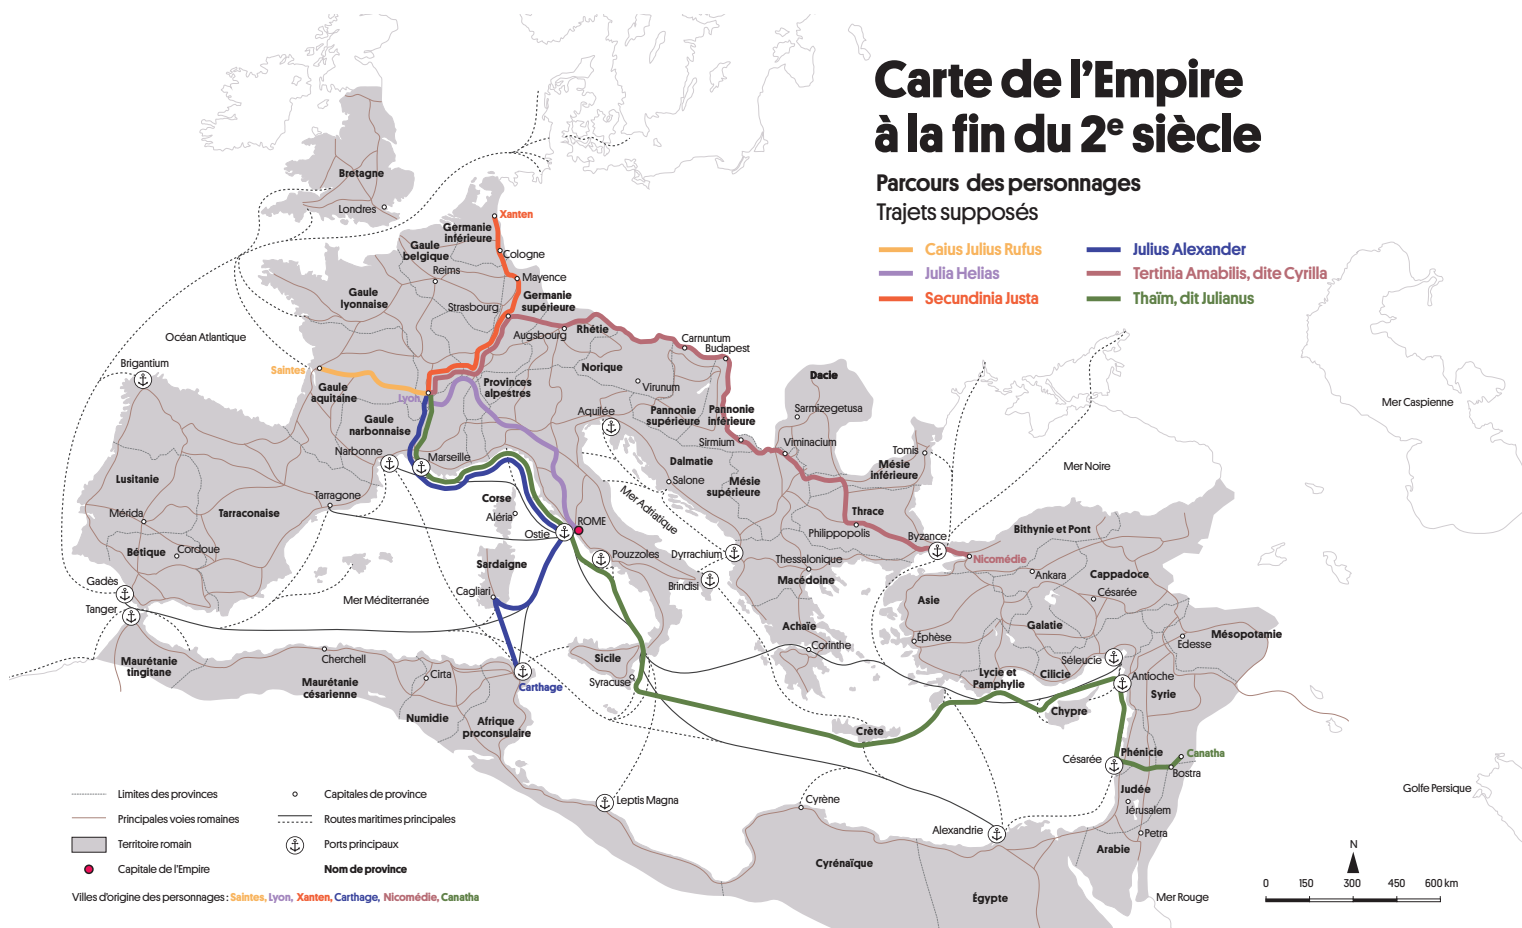 Carte de l’Empire
à la fin du 2e siècle
Parcours des personnages
Trajets supposés
Caius Julius Rufus
Julia Helias
Secundinia Justa
Julius Alexander
Tertinia Amabilis, dite Cyrilla
Thaïm, dit Julianus
Bretagne
Londres
Xanten
Germanie
inférieure
Gaule
belgique
Cologne
Reims
Mayence
Gaule
lyonnaise
Germanie
supérieure
Strasbourg
Océan Atlantique
Augsbourg
Rhétie
Carnuntum
Budapest
Brigantium
Saintes
Gaule
aquitaine
Lyon
Provinces
alpestres
Norique
Virunum
Dacie
Sarmizegetusa
Mer Caspienne
Gaule
narbonnaise
Aquilée
Pannonie
supérieure
Pannonie
inférieure
Sirmium
Viminacium
Narbonne
Marseille
Tomis
Mésie
inférieure
Mer Noire
Dalmatie
Salone
Mésie
supérieure
Lusitanie
Tarragone
Corse
Aléria
Mer Adriatique
Mérida
Tarraconaise
Thrace
Philippopolis
Bithynie et Pont
Ostie
ROME
Byzance
Bétique
Cordoue
Sardaigne
Pouzzoles
Dyrrachium
Thessalonique
Macédoine
Nicomédie
Ankara
Cappadoce
Césarée
Gadès
Tanger
Cagliari
Brindisi
Mer Méditerranée
Asie
Galatie
Achaïe
Corinthe
Éphèse
Mésopotamie
Edesse
Maurétanie
tingitane
Cherchell
Sicile
Syracuse
Séleucie
Cilicie
Lycie et
Pamphylie
Antioche
Syrie
Maurétanie
césarienne
Cirta
Carthage
Numidie
Afrique
proconsulaire
Chypre
Crète
Césarée
Phénicie
Canatha
Bostra
Judée
Jérusalem
Petra
Arabie
Golfe Persique
Leptis Magna
Cyrène
Alexandrie
Cyrénaïque
Égypte
Mer Rouge
Limites des provinces
Principales voies romaines
Territoire romain
Capitale de l’Empire
Capitales de province
Routes maritimes principales
Ports principaux
Nom de province
Villes d’origine des personnages : Saintes, Lyon, Xanten, Carthage, Nicomédie, Canatha
N
0 150 300 450 600 km